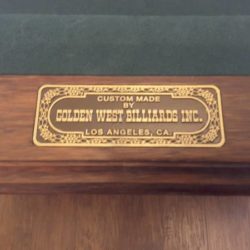 CUSTOM MADE
BY
GOLDEN WEST BILLIARDS INC.
LOS ANGELES, CA.